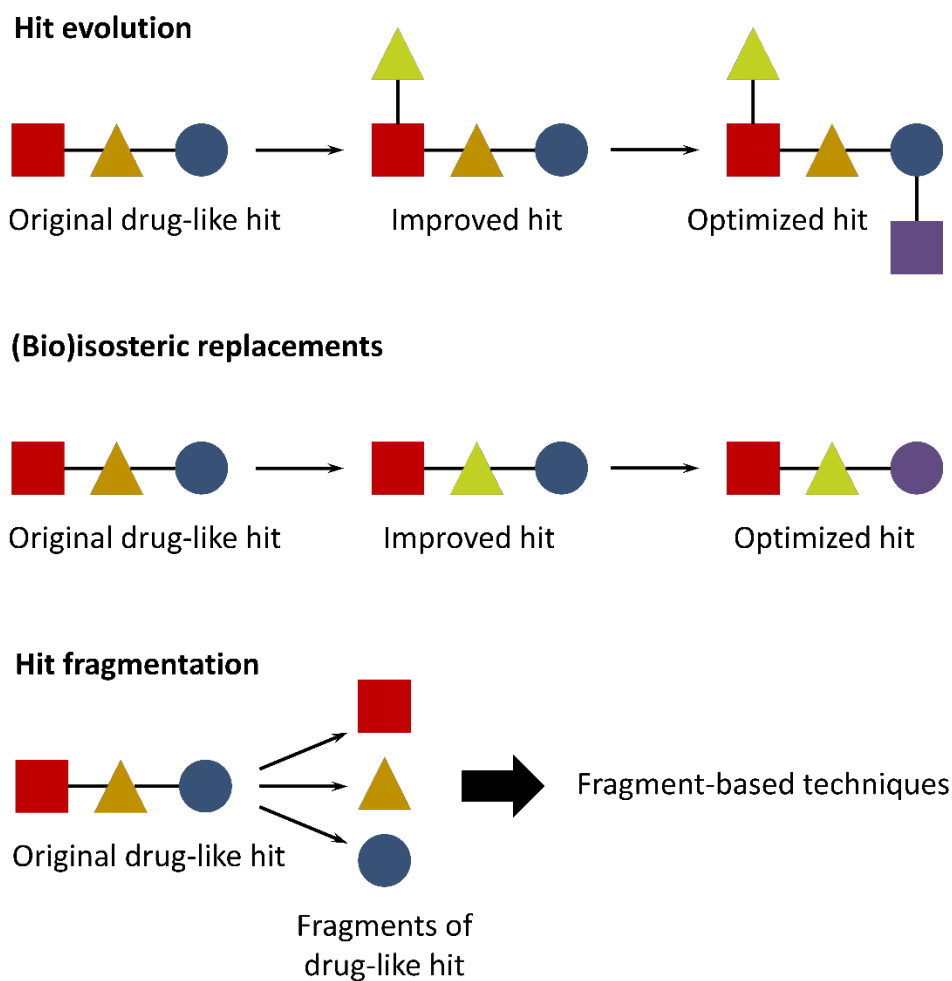 Hit evolution
Original drug-like hit
Improved hit
Optimized hit
(Bio)isosteric replacements
Original drug-like hit
Improved hit
Optimized hit
Hit fragmentation
Original drug-like hit
Fragments of
drug-like hit
Fragment-based techniques